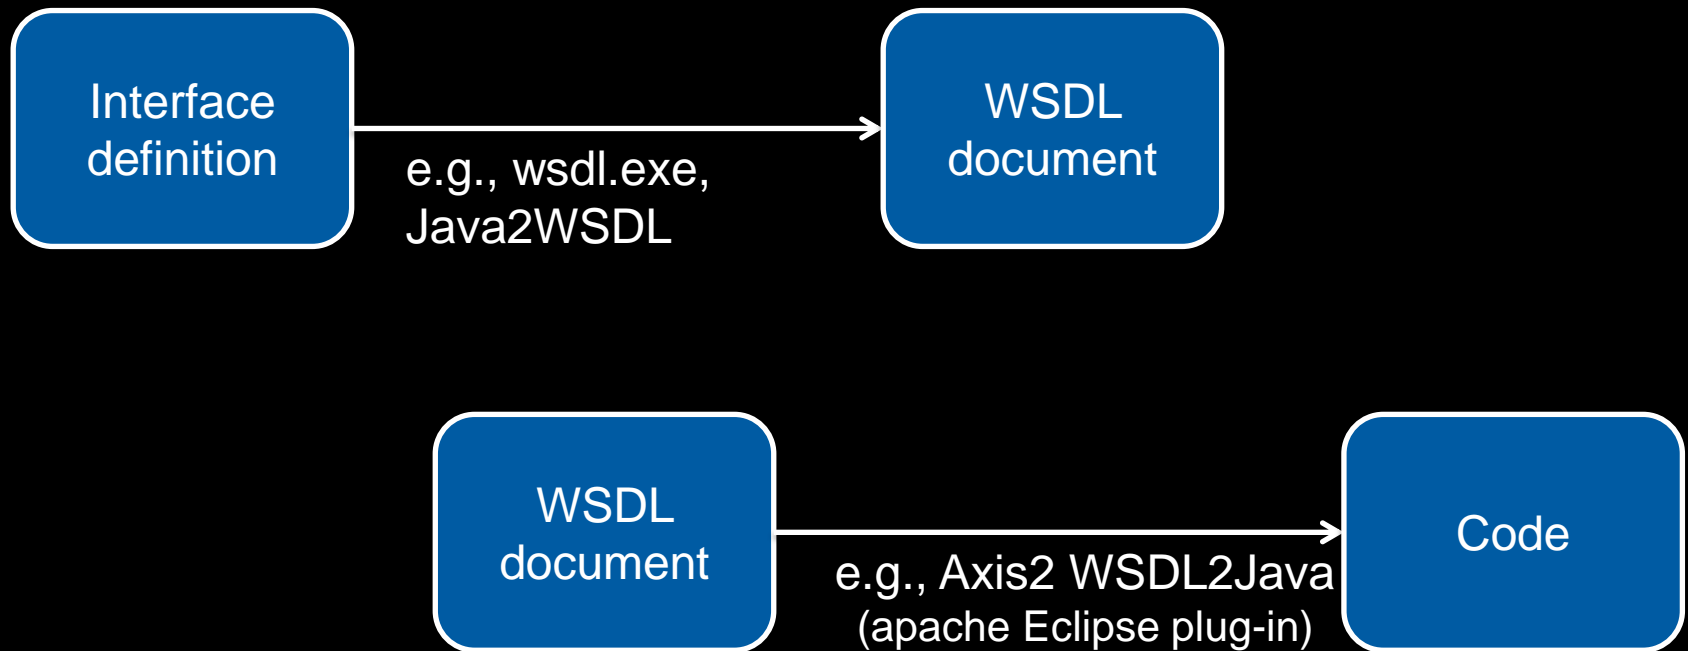 Interface
definition
e.g., wsdl.exe,
Java2WSDL
WSDL
document
WSDL
document
e.g., Axis2 WSDL2Java
(apache Eclipse plug-in)
Code